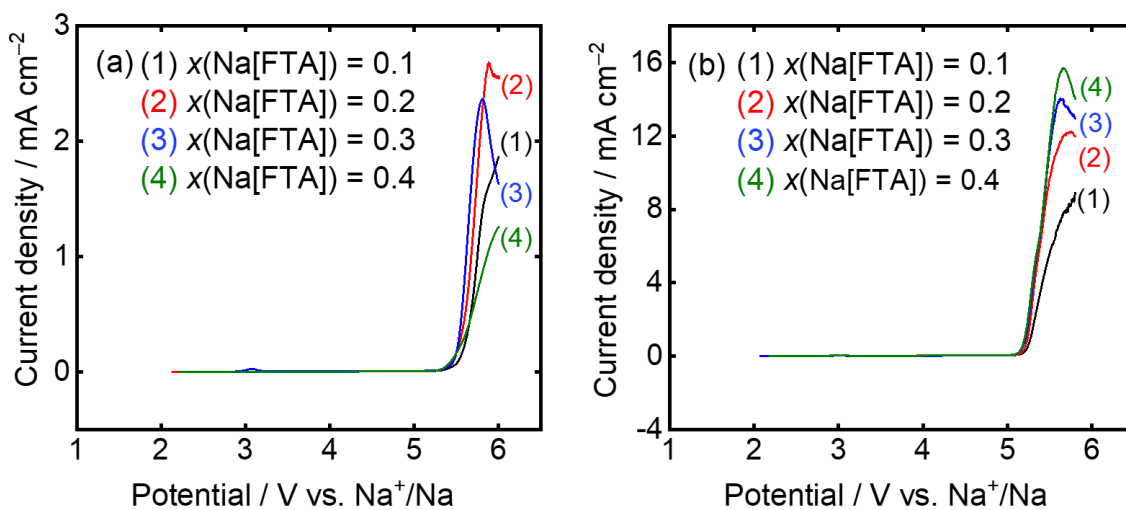 (a) (1) x(Na[FTA]) = 0.1
(2) x(Na[FTA]) = 0.2
(3) x(Na[FTA]) = 0.3
(4) x(Na[FTA]) = 0.4
(2)
(1)
(3)
(4)
3
2
1
0
Current density / mA cm⁻²
1 2 3 4 5 6
Potential / V vs. Na⁺/Na
(b) (1) x(Na[FTA]) = 0.1
(2) x(Na[FTA]) = 0.2
(3) x(Na[FTA]) = 0.3
(4) x(Na[FTA]) = 0.4
(4)
(3)
(2)
(1)
16
12
8
4
0
-4
Current density / mA cm⁻²
1 2 3 4 5 6
Potential / V vs. Na⁺/Na